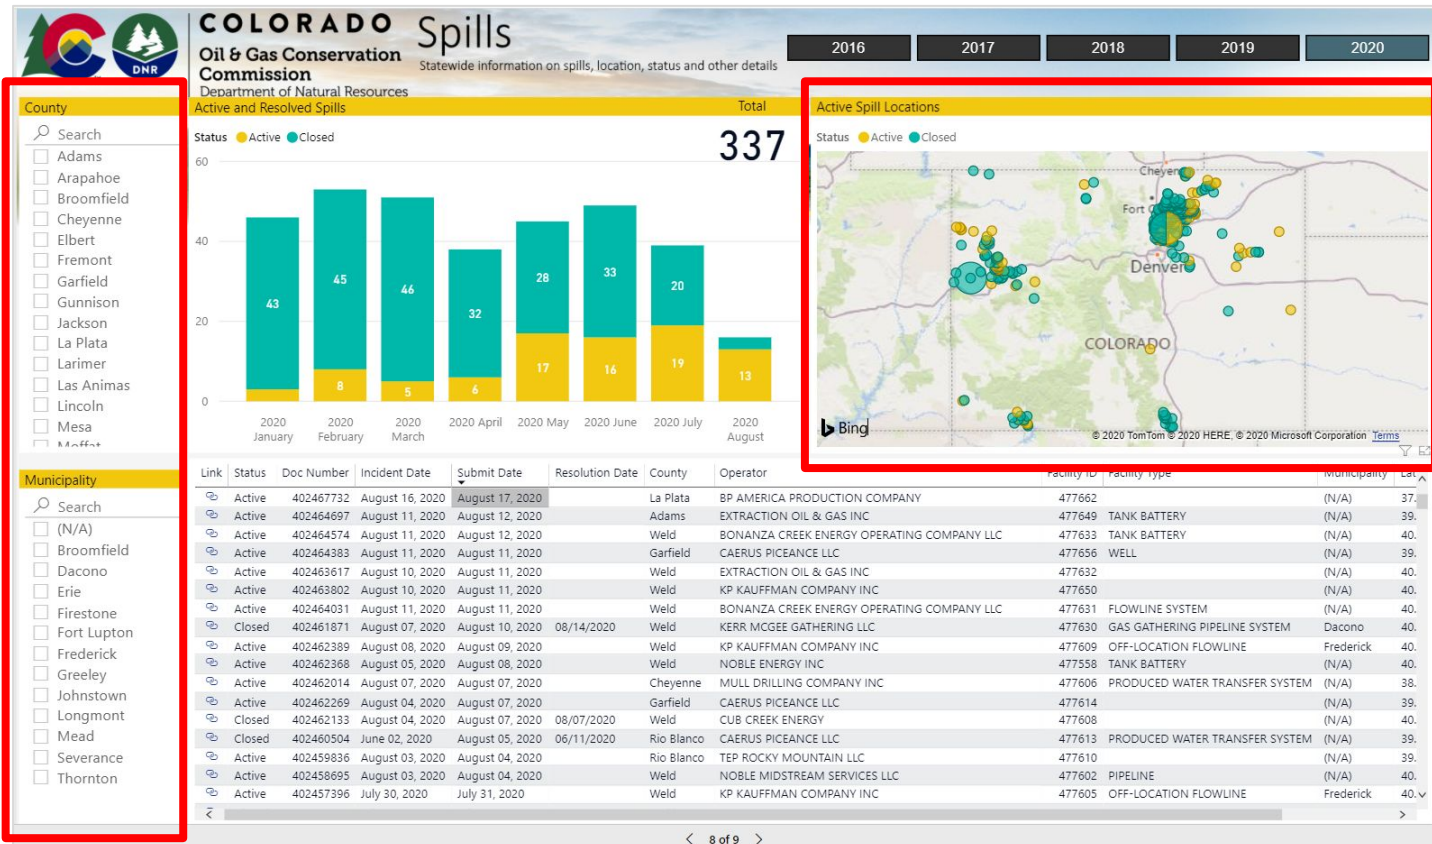 COLORADO
Oil & Gas Conservation
Commission
Department of Natural Resources
DNR
Spills
Statewide information on spills, location, status and other details
2016 2017 2018 2019 2020
County
Search
Adams
Arapahoe
Broomfield
Cheyenne
Elbert
Fremont
Garfield
Gunnison
Jackson
La Plata
Larimer
Las Animas
Lincoln
Mesa
Moffat
Municipality
Search
(N/A)
Broomfield
Dacono
Erie
Firestone
Fort Lupton
Frederick
Greeley
Johnstown
Longmont
Mead
Severance
Thornton
Active and Resolved Spills Total
Status Active Closed
337
60
40
20
0
43 45 46 32 28 33 20
8 5 6 17 16 19 13
2020 January
2020 February
2020 March
2020 April
2020 May
2020 June
2020 July
2020 August
Active Spill Locations
Status Active Closed
Cheyenne
Fort
Denver
COLORADO
Bing
© 2020 TomTom © 2020 HERE, © 2020 Microsoft Corporation Terms
Link Status Doc Number Incident Date Submit Date Resolution Date County Operator Facility ID Facility Type Municipality Lat
Active 402467732 August 16, 2020 August 17, 2020 La Plata BP AMERICA PRODUCTION COMPANY 477662 (N/A) 37.
Active 402464697 August 11, 2020 August 12, 2020 Adams EXTRACTION OIL & GAS INC 477649 TANK BATTERY (N/A) 39.
Active 402464574 August 11, 2020 August 12, 2020 Weld BONANZA CREEK ENERGY OPERATING COMPANY LLC 477633 TANK BATTERY (N/A) 40.
Active 402464383 August 11, 2020 August 11, 2020 Garfield CAERUS PICEANCE LLC 477656 WELL (N/A) 39.
Active 402463617 August 10, 2020 August 11, 2020 Weld EXTRACTION OIL & GAS INC 477632 (N/A) 40.
Active 402463802 August 10, 2020 August 11, 2020 Weld KP KAUFFMAN COMPANY INC 477650 (N/A) 40.
Active 402464031 August 11, 2020 August 11, 2020 Weld BONANZA CREEK ENERGY OPERATING COMPANY LLC 477631 FLOWLINE SYSTEM (N/A) 40.
Closed 402461871 August 07, 2020 August 10, 2020 08/14/2020 Weld KERR MCGEE GATHERING LLC 477630 GAS GATHERING PIPELINE SYSTEM Dacono 40.
Active 402462389 August 08, 2020 August 09, 2020 Weld KP KAUFFMAN COMPANY INC 477609 OFF-LOCATION FLOWLINE Frederick 40.
Active 402462368 August 05, 2020 August 08, 2020 Weld NOBLE ENERGY INC 477558 TANK BATTERY (N/A) 40.
Active 402462014 August 07, 2020 August 07, 2020 Cheyenne MULL DRILLING COMPANY INC 477606 PRODUCED WATER TRANSFER SYSTEM (N/A) 38.
Active 402462269 August 04, 2020 August 07, 2020 Garfield CAERUS PICEANCE LLC 477614 (N/A) 39.
Closed 402462133 August 04, 2020 August 07, 2020 08/07/2020 Weld CUB CREEK ENERGY 477608 (N/A) 40.
Closed 402460504 June 02, 2020 August 05, 2020 06/11/2020 Rio Blanco CAERUS PICEANCE LLC 477613 PRODUCED WATER TRANSFER SYSTEM (N/A) 39.
Active 402459836 August 03, 2020 August 04, 2020 Rio Blanco TEP ROCKY MOUNTAIN LLC 477610 (N/A) 39.
Active 402458695 August 03, 2020 August 04, 2020 Weld NOBLE MIDSTREAM SERVICES LLC 477602 PIPELINE (N/A) 40.
Active 402457396 July 30, 2020 July 31, 2020 Weld KP KAUFFMAN COMPANY INC 477605 OFF-LOCATION FLOWLINE Frederick 40.
8 of 9